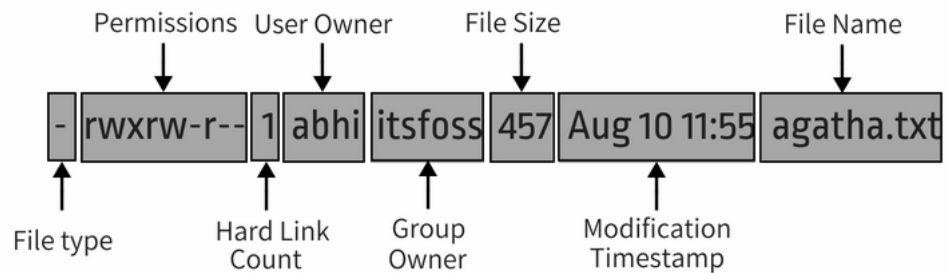 Permissions User Owner File Size File Name
- rwxrw-r-- 1 abhi itsfoss 457 Aug 10 11:55 agatha.txt
File type Hard Link Count Group Owner Modification Timestamp